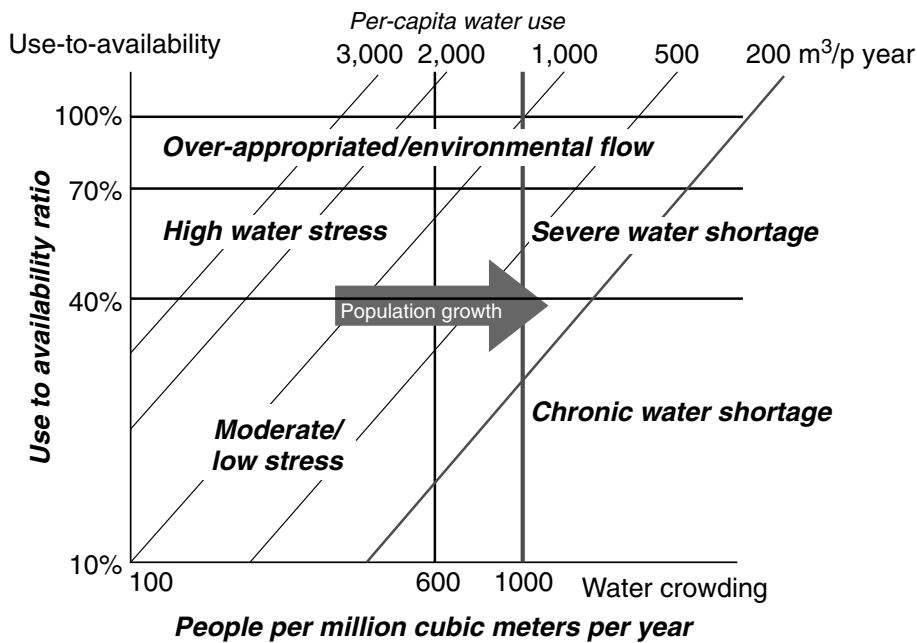 Per-capita water use
Use-to-availability
3,000 2,000 1,000 500 200 m³/p year
100%
Over-appropriated/environmental flow
70%
High water stress
Severe water shortage
40%
Population growth
Use to availability ratio
Chronic water shortage
Moderate/
low stress
10%
100 600 1000 Water crowding
People per million cubic meters per year